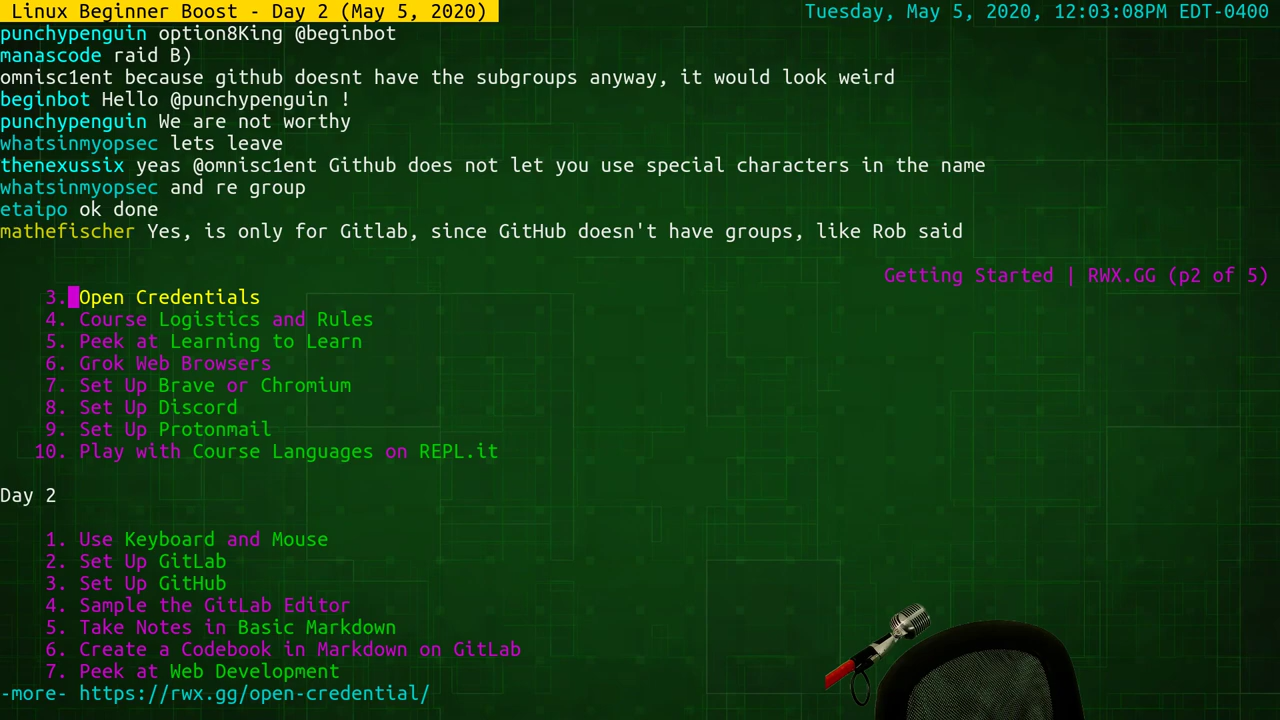 Linux Beginner Boost - Day 2 (May 5, 2020)
Tuesday, May 5, 2020, 12:03:08PM EDT-0400
punchypenguin option8King @beginbot
manascode raid B)
omnisc1ent because github doesnt have the subgroups anyway, it would look weird
beginbot Hello @punchypenguin !
punchypenguin We are not worthy
whatsinmyopsec lets leave
thenexussix yeas @omnisc1ent Github does not let you use special characters in the name
whatsinmyopsec and re group
etaipo ok done
mathefischer Yes, is only for Gitlab, since GitHub doesn't have groups, like Rob said
Getting Started | RWX.GG (p2 of 5)
3. Open Credentials
4. Course Logistics and Rules
5. Peek at Learning to Learn
6. Grok Web Browsers
7. Set Up Brave or Chromium
8. Set Up Discord
9. Set Up Protonmail
10. Play with Course Languages on REPL.it
Day 2
1. Use Keyboard and Mouse
2. Set Up GitLab
3. Set Up GitHub
4. Sample the GitLab Editor
5. Take Notes in Basic Markdown
6. Create a Codebook in Markdown on GitLab
7. Peek at Web Development
-more- https://rwx.gg/open-credential/